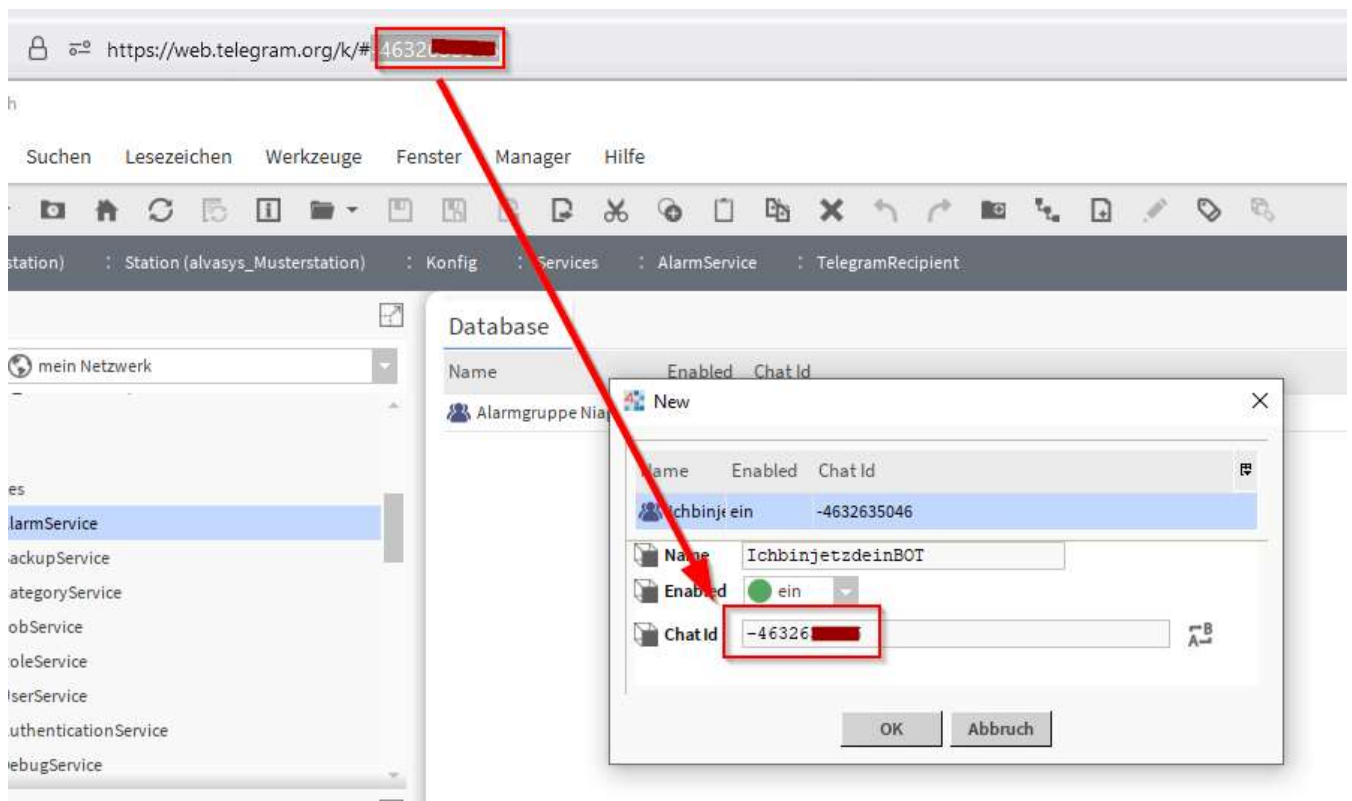 https://web.telegram.org/k/#
Suchen Lesezeichen Werkzeuge Fenster Manager Hilfe
station) : Station (alvasys_Musterstation) : Konfig : Services : AlarmService : TelegramRecipient
mein Netzwerk
es
larmService
ackupService
ategoryService
obService
oleService
serService
uthenticationService
ebugService
Database
Name Enabled Chat Id
Alarmgruppe Nia
New
Name Enabled Chat Id
Ichbinje ein -4632635046
Name IchbinjetzdeinBOT
Enabled ein
Chat Id -46326
OK Abbruch